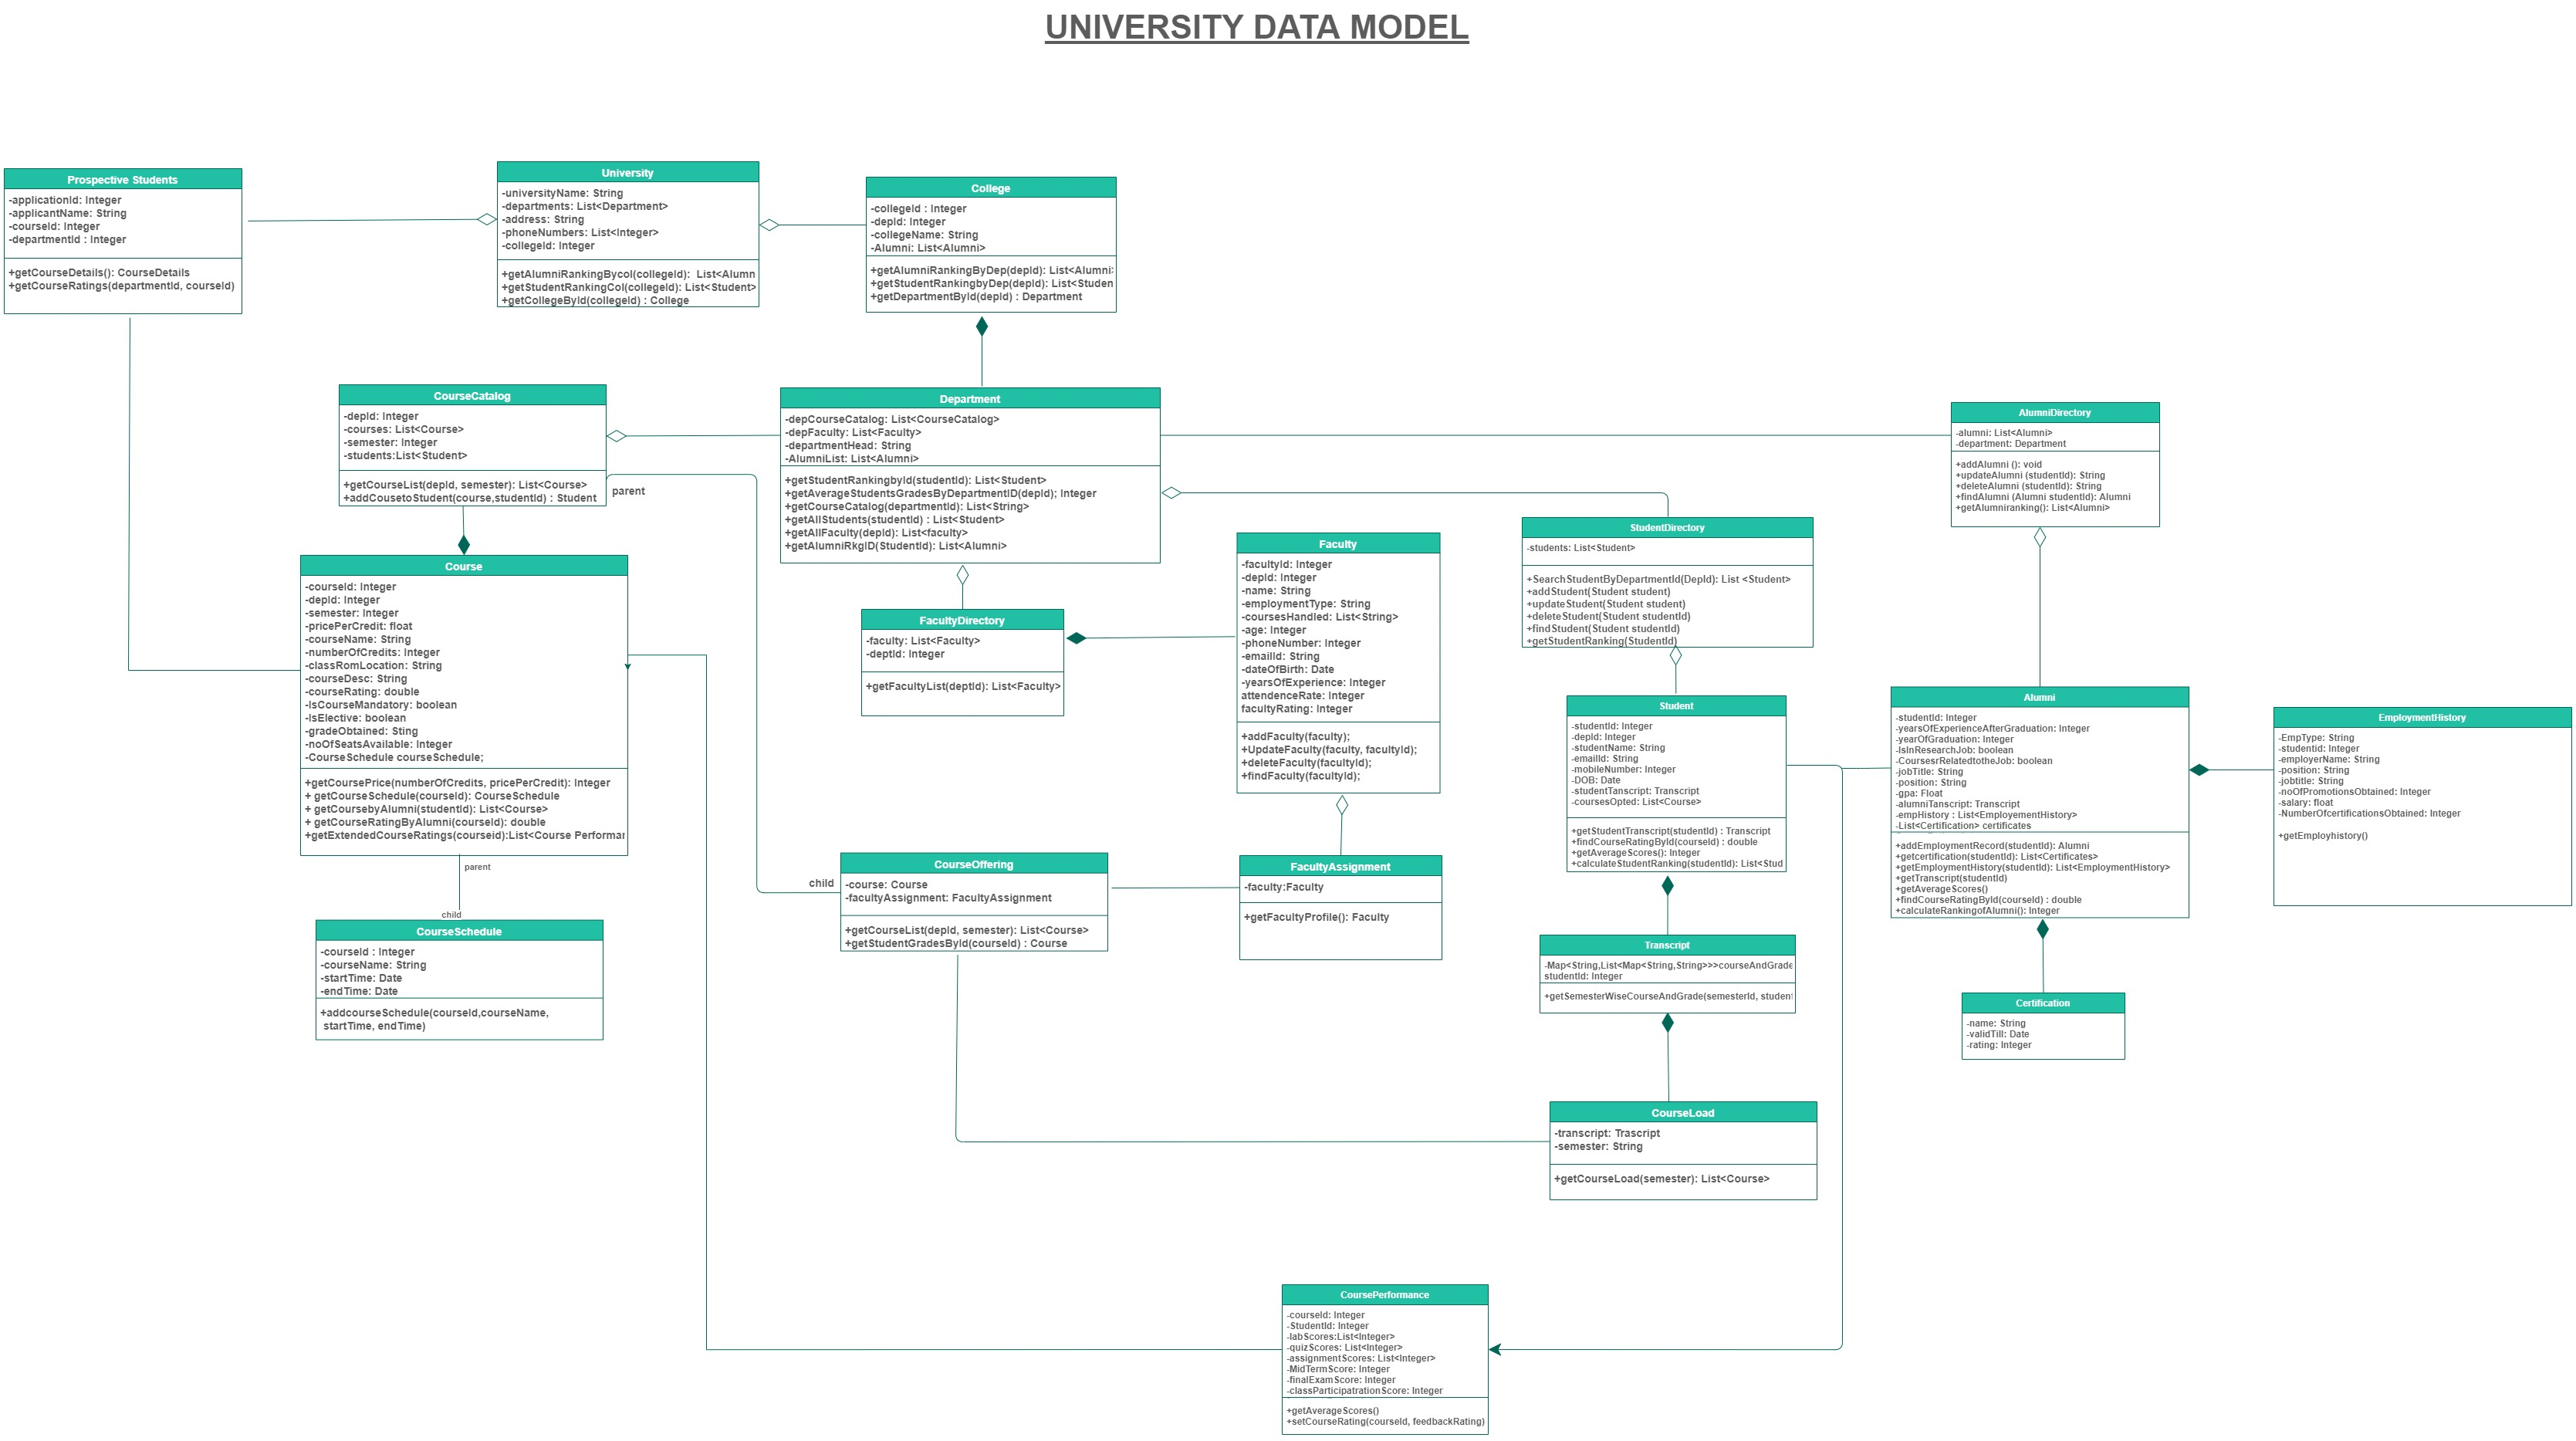 UNIVERSITY DATA MODEL
Prospective Students
-applicationId: Integer
-applicantName: String
-courseId: Integer
-departmentId : Integer
+getCourseDetails(): CourseDetails
+getCourseRatings(departmentId, courseId)
University
-universityName: String
-departments: List<Department>
-address: String
-phoneNumbers: List<Integer>
-collegeId: Integer
+getAlumniRankingBycol(collegeId):  List<Alumn
+getStudentRankingCol(collegeId): List<Student>
+getCollegeById(collegeId) : College
College
-collegeId : Integer
-depId: Integer
-collegeName: String
-Alumni: List<Alumni>
+getAlumniRankingByDep(depId): List<Alumni>
+getStudentRankingbyDep(depId): List<Studen
+getDepartmentById(depId) : Department
CourseCatalog
-depId: Integer
-courses: List<Course>
-semester: Integer
-students:List<Student>
+getCourseList(depId, semester): List<Course>
+addCousetoStudent(course,studentId) : Student
parent
Department
-depCourseCatalog: List<CourseCatalog>
-depFaculty: List<Faculty>
-departmentHead: String
-AlumniList: List<Alumni>
+getStudentRankingbyId(studentId): List<Student>
+getAverageStudentsGradesByDepartmentID(depId); Integer
+getCourseCatalog(departmentId): List<String>
+getAllStudents(studentId) : List<Student>
+getAllFaculty(depId): List<faculty>
+getAlumniRkgID(StudentId): List<Alumni>
AlumniDirectory
-alumni: List<Alumni>
-department: Department
+addAlumni (): void
+updateAlumni (studentId): String
+deleteAlumni (studentId): String
+findAlumni (Alumni studentId): Alumni
+getAlumniranking(): List<Alumni>
StudentDirectory
-students: List<Student>
+SearchStudentByDepartmentId(DepId): List <Student>
+addStudent(Student student)
+updateStudent(Student student)
+deleteStudent(Student studentId)
+findStudent(Student studentId)
+getStudentRanking(StudentId)
Faculty
-facultyId: Integer
-depId: Integer
-name: String
-employmentType: String
-coursesHandled: List<String>
-age: Integer
-phoneNumber: Integer
-emailId: String
-dateOfBirth: Date
-yearsOfExperience: Integer
attendenceRate: Integer
facultyRating: Integer
+addFaculty(faculty);
+UpdateFaculty(faculty, facultyId);
+deleteFaculty(facultyId);
+findFaculty(facultyId);
FacultyDirectory
-faculty: List<Faculty>
-deptId: Integer
+getFacultyList(deptId): List<Faculty>
Course
-courseId: Integer
-depId: Integer
-semester: Integer
-pricePerCredit: float
-courseName: String
-numberOfCredits: Integer
-classRomLocation: String
-courseDesc: String
-courseRating: double
-IsCourseMandatory: boolean
-IsElective: boolean
-gradeObtained: Sting
-noOfSeatsAvailable: Integer
-CourseSchedule courseSchedule;
+getCoursePrice(numberOfCredits, pricePerCredit): Integer
+ getCourseSchedule(courseId): CourseSchedule
+ getCoursebyAlumni(studentId): List<Course>
+ getCourseRatingByAlumni(courseId): double
+getExtendedCourseRatings(courseid):List<Course Performan
parent
child
CourseSchedule
-courseId : Integer
-courseName: String
-startTime: Date
-endTime: Date
+addcourseSchedule(courseId,courseName,
startTime, endTime)
child
CourseOffering
-course: Course
-facultyAssignment: FacultyAssignment
+getCourseList(depId, semester): List<Course>
+getStudentGradesById(courseId) : Course
FacultyAssignment
-faculty:Faculty
+getFacultyProfile(): Faculty
Student
-studentId: Integer
-depId: Integer
-studentName: String
-emailId: String
-mobileNumber: Integer
-DOB: Date
-studentTanscript: Transcript
-coursesOpted: List<Course>
+getStudentTranscript(studentId) : Transcript
+findCourseRatingById(courseId) : double
+getAverageScores(): Integer
+calculateStudentRanking(studentId): List<Stud
Alumni
-studentId: Integer
-yearsOfExperienceAfterGraduation: Integer
-yearOfGraduation: Integer
-IsInResearchJob: boolean
-CoursesrRelatedtotheJob: boolean
-jobTitle: String
-position: String
-gpa: Float
-alumniTanscript: Transcript
-empHistory : List<EmployementHistory>
-List<Certification> certificates
+addEmploymentRecord(studentId): Alumni
+getcertification(studentId): List<Certificates>
+getEmploymentHistory(studentId): List<EmploymentHistory>
+getTranscript(studentId)
+getAverageScores()
+findCourseRatingById(courseId) : double
+calculateRankingofAlumni(): Integer
EmploymentHistory
-EmpType: String
-studentid: Integer
-employerName: String
-position: String
-jobtitle: String
-noOfPromotionsObtained: Integer
-salary: float
-NumberOfcertificationsObtained: Integer
+getEmployhistory()
Transcript
-Map<String,List<Map<String,String>>>courseAndGrade
studentId: Integer
+getSemesterWiseCourseAndGrade(semesterId, student
Certification
-name: String
-validTill: Date
-rating: Integer
CourseLoad
-transcript: Trascript
-semester: String
+getCourseLoad(semester): List<Course>
CoursePerformance
-courseId: Integer
-StudentId: Integer
-labScores:List<Integer>
-quizScores: List<Integer>
-assignmentScores: List<Integer>
-MidTermScore: Integer
-finalExamScore: Integer
-classParticipatrationScore: Integer
+getAverageScores()
+setCourseRating(courseId, feedbackRating)